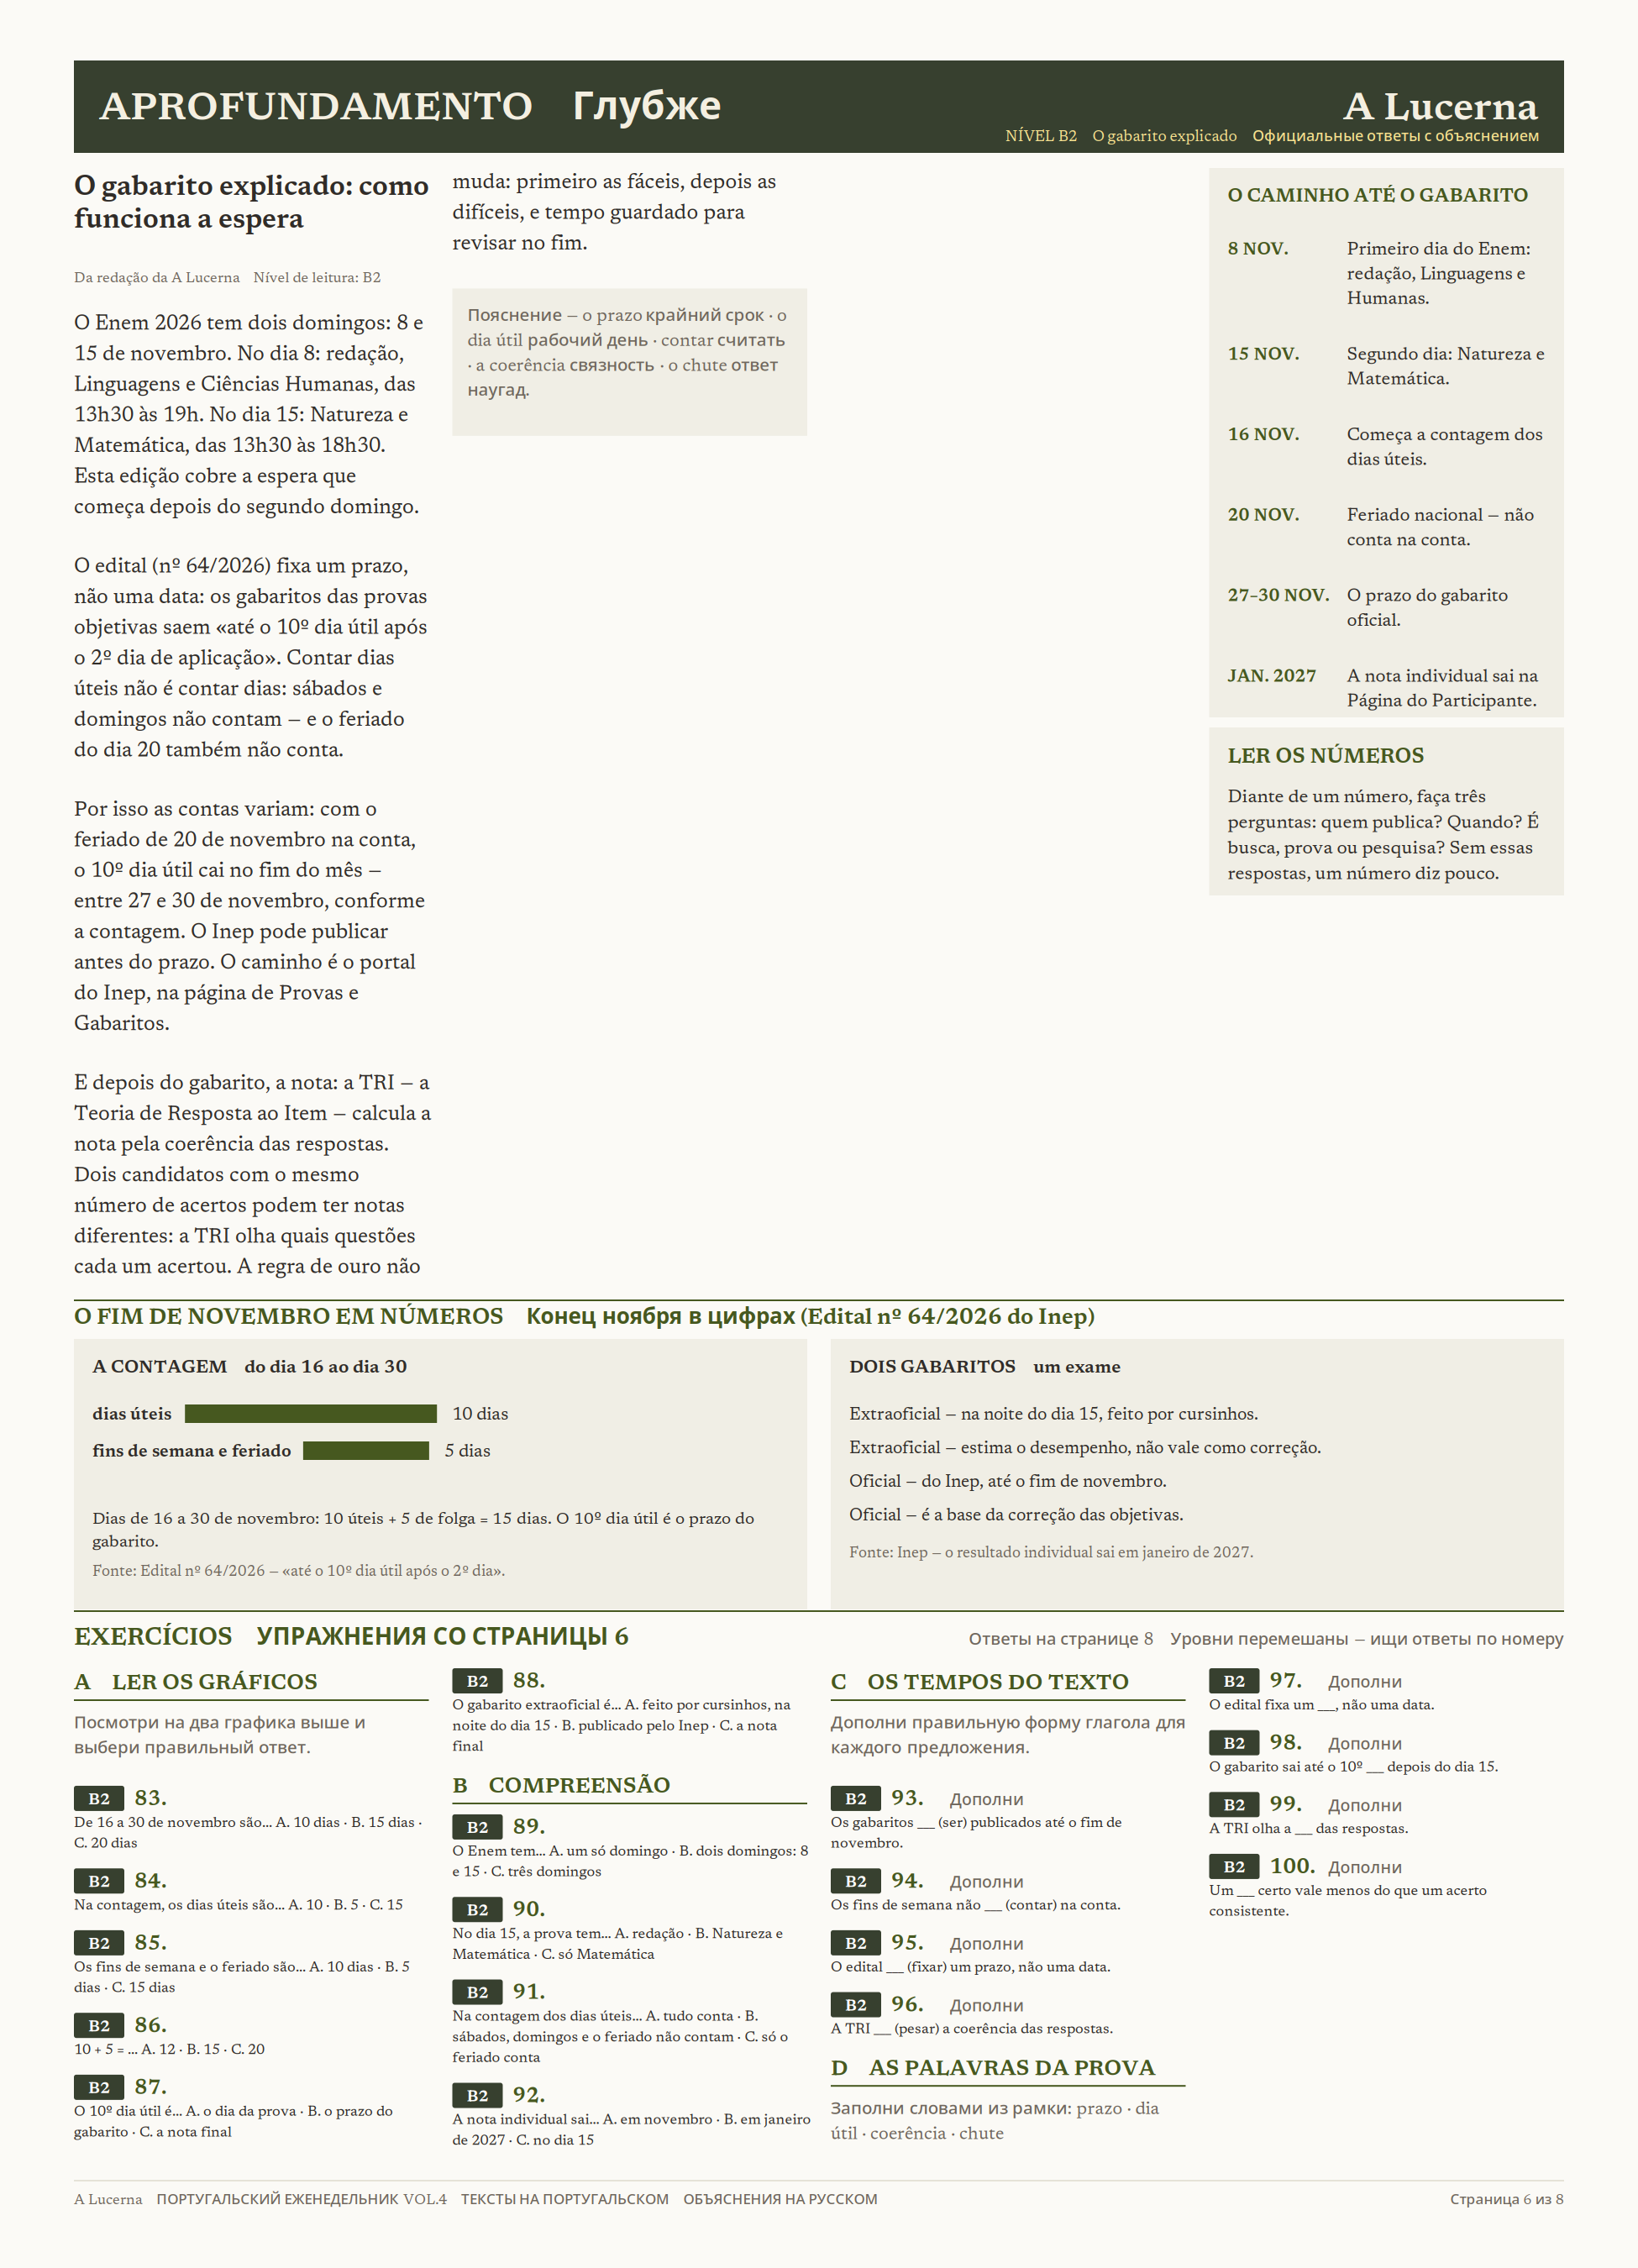 APROFUNDAMENTO Глубже
A Lucerna
NÍVEL B2 O gabarito explicado Официальные ответы с объяснением
O gabarito explicado: como
funciona a espera
Da redação da A Lucerna Nível de leitura: B2
O Enem 2026 tem dois domingos: 8 e
15 de novembro. No dia 8: redação,
Linguagens e Ciências Humanas, das
13h30 às 19h. No dia 15: Natureza e
Matemática, das 13h30 às 18h30.
Esta edição cobre a espera que
começa depois do segundo domingo.
O edital (nº 64/2026) fixa um prazo,
não uma data: os gabaritos das provas
objetivas saem «até o 10º dia útil após
o 2º dia de aplicação». Contar dias
úteis não é contar dias: sábados e
domingos não contam – e o feriado
do dia 20 também não conta.
Por isso as contas variam: com o
feriado de 20 de novembro na conta,
o 10º dia útil cai no fim do mês –
entre 27 e 30 de novembro, conforme
a contagem. O Inep pode publicar
antes do prazo. O caminho é o portal
do Inep, na página de Provas e
Gabaritos.
E depois do gabarito, a nota: a TRI – a
Teoria de Resposta ao Item – calcula a
nota pela coerência das respostas.
Dois candidatos com o mesmo
número de acertos podem ter notas
diferentes: a TRI olha quais questões
cada um acertou. A regra de ouro não
muda: primeiro as fáceis, depois as
difíceis, e tempo guardado para
revisar no fim.
Пояснение – o prazo крайний срок · o
dia útil рабочий день · contar считать
· a coerência связность · o chute ответ
наугад.
O CAMINHO ATÉ O GABARITO
8 NOV. Primeiro dia do Enem:
redação, Linguagens e
Humanas.
15 NOV. Segundo dia: Natureza e
Matemática.
16 NOV. Começa a contagem dos
dias úteis.
20 NOV. Feriado nacional – não
conta na conta.
27–30 NOV. O prazo do gabarito
oficial.
JAN. 2027 A nota individual sai na
Página do Participante.
LER OS NÚMEROS
Diante de um número, faça três
perguntas: quem publica? Quando? É
busca, prova ou pesquisa? Sem essas
respostas, um número diz pouco.
O FIM DE NOVEMBRO EM NÚMEROS Конец ноября в цифрах (Edital nº 64/2026 do Inep)
A CONTAGEM do dia 16 ao dia 30
dias úteis 10 dias
fins de semana e feriado 5 dias
Dias de 16 a 30 de novembro: 10 úteis + 5 de folga = 15 dias. O 10º dia útil é o prazo do
gabarito.
Fonte: Edital nº 64/2026 – «até o 10º dia útil após o 2º dia».
DOIS GABARITOS um exame
Extraoficial – na noite do dia 15, feito por cursinhos.
Extraoficial – estima o desempenho, não vale como correção.
Oficial – do Inep, até o fim de novembro.
Oficial – é a base da correção das objetivas.
Fonte: Inep – o resultado individual sai em janeiro de 2027.
EXERCÍCIOS УПРАЖНЕНИЯ СО СТРАНИЦЫ 6
Ответы на странице 8 Уровни перемешаны – ищи ответы по номеру
A LER OS GRÁFICOS
Посмотри на два графика выше и
выбери правильный ответ.
B2 83.
De 16 a 30 de novembro são... A. 10 dias · B. 15 dias ·
C. 20 dias
B2 84.
Na contagem, os dias úteis são... A. 10 · B. 5 · C. 15
B2 85.
Os fins de semana e o feriado são... A. 10 dias · B. 5
dias · C. 15 dias
B2 86.
10 + 5 = ... A. 12 · B. 15 · C. 20
B2 87.
O 10º dia útil é... A. o dia da prova · B. o prazo do
gabarito · C. a nota final
B2 88.
O gabarito extraoficial é... A. feito por cursinhos, na
noite do dia 15 · B. publicado pelo Inep · C. a nota
final
B COMPREENSÃO
B2 89.
O Enem tem... A. um só domingo · B. dois domingos: 8
e 15 · C. três domingos
B2 90.
No dia 15, a prova tem... A. redação · B. Natureza e
Matemática · C. só Matemática
B2 91.
Na contagem dos dias úteis... A. tudo conta · B.
sábados, domingos e o feriado não contam · C. só o
feriado conta
B2 92.
A nota individual sai... A. em novembro · B. em janeiro
de 2027 · C. no dia 15
C OS TEMPOS DO TEXTO
Дополни правильную форму глагола для
каждого предложения.
B2 93. Дополни
Os gabaritos ___ (ser) publicados até o fim de
novembro.
B2 94. Дополни
Os fins de semana não ___ (contar) na conta.
B2 95. Дополни
O edital ___ (fixar) um prazo, não uma data.
B2 96. Дополни
A TRI ___ (pesar) a coerência das respostas.
D AS PALAVRAS DA PROVA
Заполни словами из рамки: prazo · dia
útil · coerência · chute
B2 97. Дополни
O edital fixa um ___, não uma data.
B2 98. Дополни
O gabarito sai até o 10º ___ depois do dia 15.
B2 99. Дополни
A TRI olha a ___ das respostas.
B2 100. Дополни
Um ___ certo vale menos do que um acerto
consistente.
A Lucerna ПОРТУГАЛЬСКИЙ ЕЖЕНЕДЕЛЬНИК VOL.4 ТЕКСТЫ НА ПОРТУГАЛЬСКОМ ОБЪЯСНЕНИЯ НА РУССКОМ
Страница 6 из 8